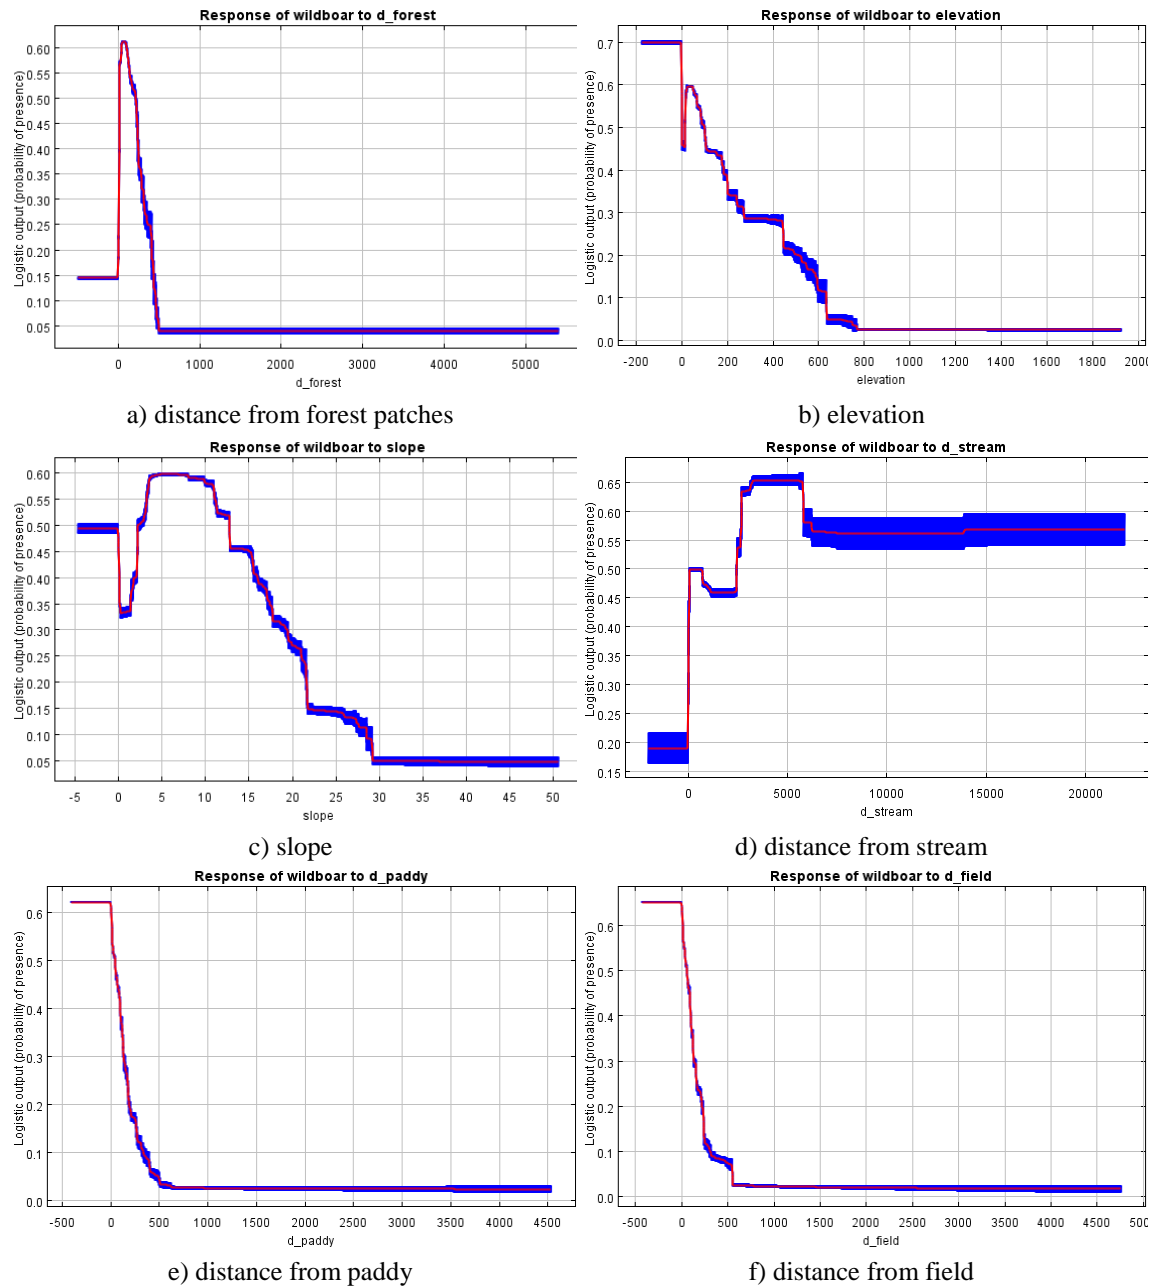 Response of wildboar to d_forest
Logistic output (probability of presence)
0.60
0.55
0.50
0.45
0.40
0.35
0.30
0.25
0.20
0.15
0.10
0.05
0 1000 2000 3000 4000 5000
d_forest
a) distance from forest patches
Response of wildboar to elevation
Logistic output (probability of presence)
0.7
0.6
0.5
0.4
0.3
0.2
0.1
0.0
-200 0 200 400 600 800 1000 1200 1400 1600 1800 2000
elevation
b) elevation
Response of wildboar to slope
Logistic output (probability of presence)
0.60
0.55
0.50
0.45
0.40
0.35
0.30
0.25
0.20
0.15
0.10
0.05
-5 0 5 10 15 20 25 30 35 40 45 50
slope
c) slope
Response of wildboar to d_stream
Logistic output (probability of presence)
0.65
0.60
0.55
0.50
0.45
0.40
0.35
0.30
0.25
0.20
0.15
0 5000 10000 15000 20000
d_stream
d) distance from stream
Response of wildboar to d_paddy
Logistic output (probability of presence)
0.6
0.5
0.4
0.3
0.2
0.1
0.0
-500 0 500 1000 1500 2000 2500 3000 3500 4000 4500
d_paddy
e) distance from paddy
Response of wildboar to d_field
Logistic output (probability of presence)
0.6
0.5
0.4
0.3
0.2
0.1
0.0
-500 0 500 1000 1500 2000 2500 3000 3500 4000 4500 500
d_field
f) distance from field